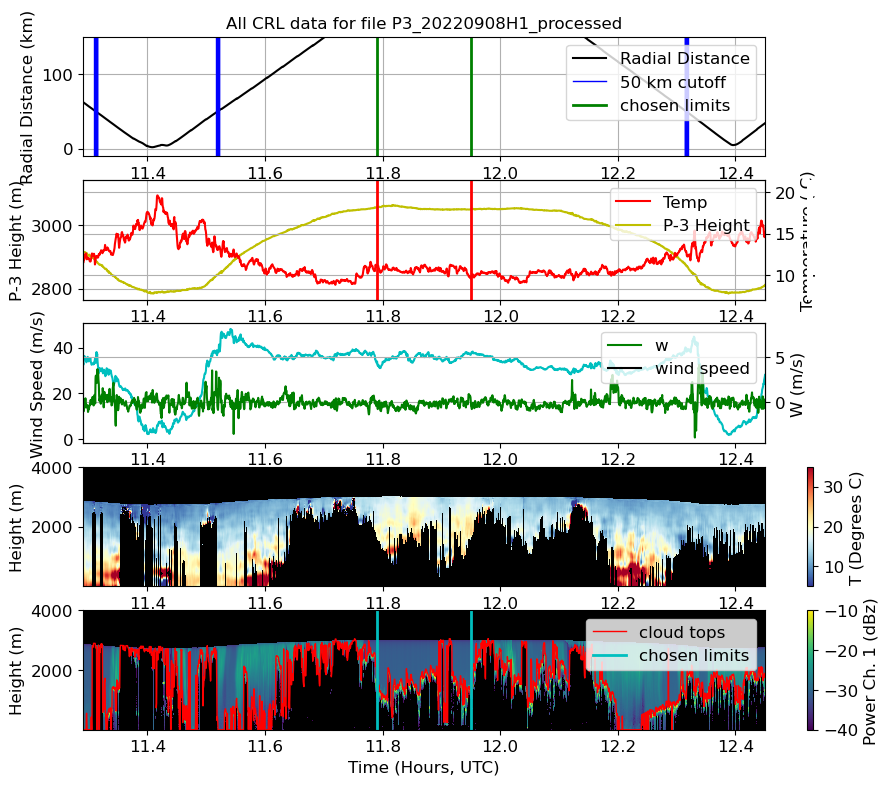 All CRL data for file P3_20220908H1_processed
Radial Distance (km)
100
0
Radial Distance
50 km cutoff
chosen limits
11.4 11.6 11.8 12.0 12.2 12.4
P-3 Height (m)
3000
2800
Temp
P-3 Height
20
15
10
Temperature ( C)
11.4 11.6 11.8 12.0 12.2 12.4
Wind Speed (m/s)
40
20
0
w
wind speed
5
0
W (m/s)
11.4 11.6 11.8 12.0 12.2 12.4
Height (m)
4000
2000
30
20
10
T (Degrees C)
11.4 11.6 11.8 12.0 12.2 12.4
Height (m)
4000
2000
cloud tops
chosen limits
−10
−20
−30
−40
Power Ch. 1 (dBz)
11.4 11.6 11.8 12.0 12.2 12.4
Time (Hours, UTC)